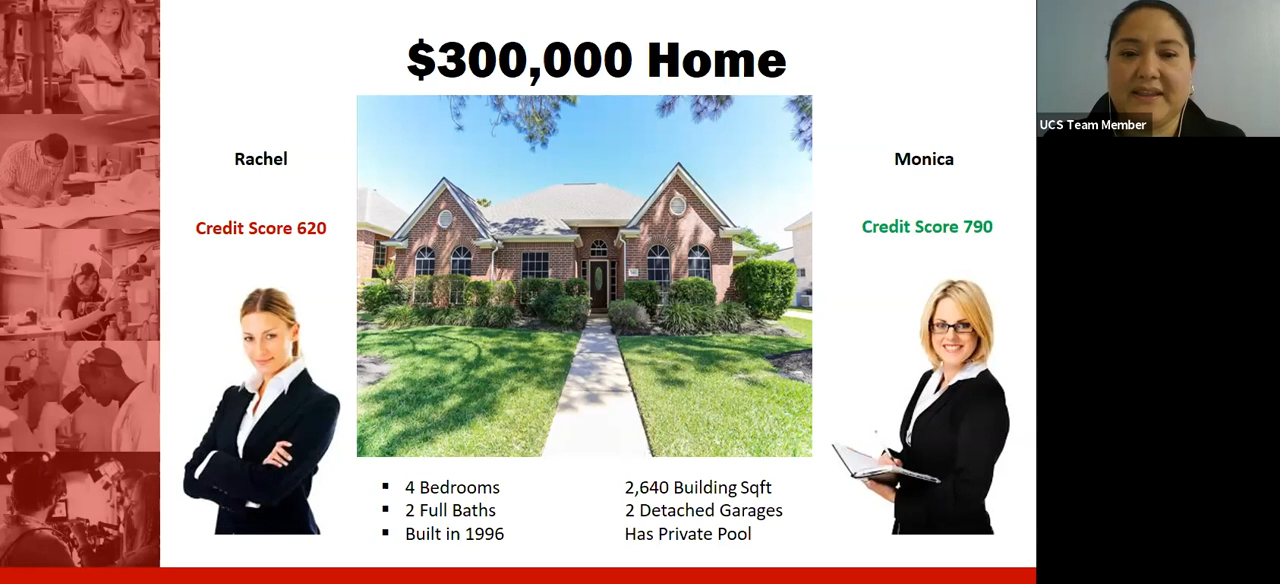 $300,000 Home
Rachel
Credit Score 620
Monica
Credit Score 790
UCS Team Member
▪ 4 Bedrooms
▪ 2 Full Baths
▪ Built in 1996
2,640 Building Sqft
2 Detached Garages
Has Private Pool